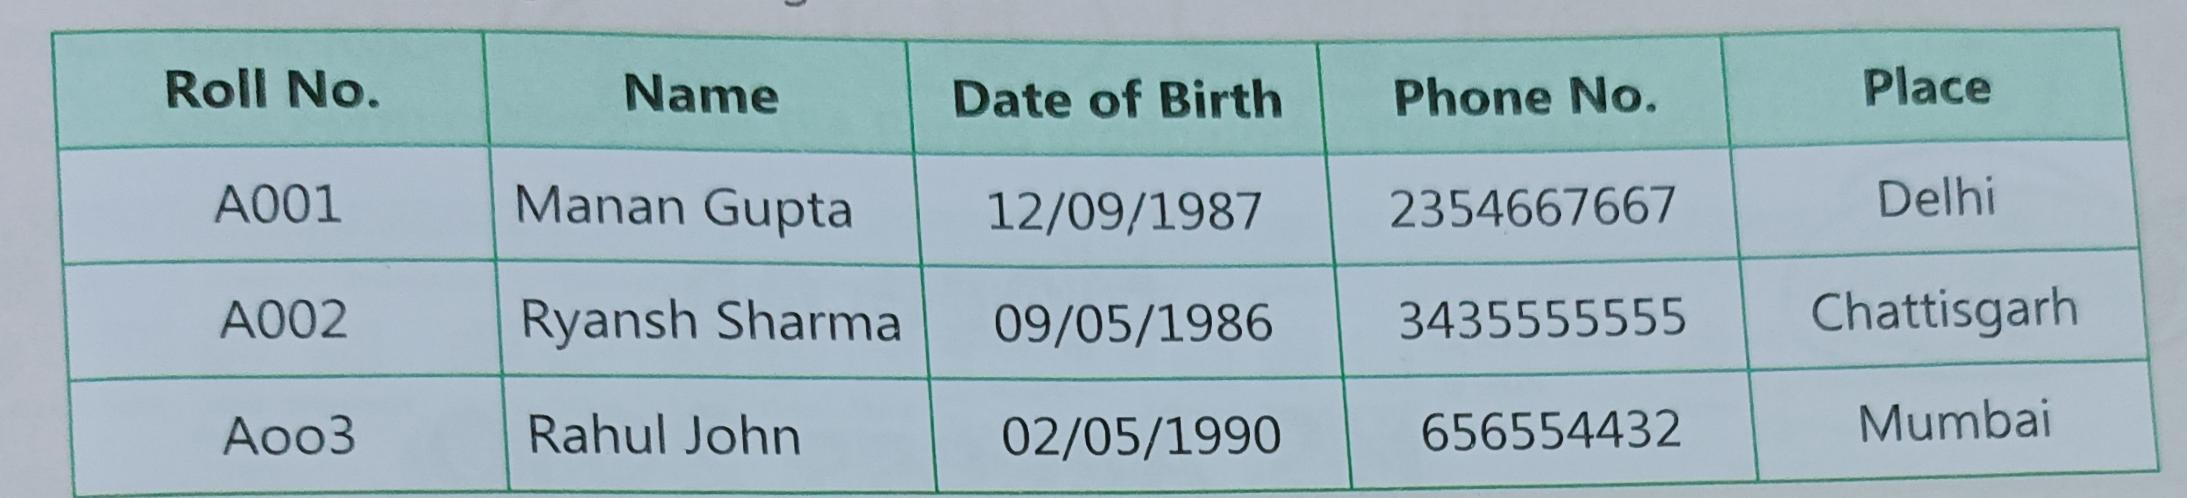 Roll No. Name Date of Birth Phone No. Place
A001 Manan Gupta 12/09/1987 2354667667 Delhi
A002 Ryansh Sharma 09/05/1986 3435555555 Chattisgarh
Aoo3 Rahul John 02/05/1990 656554432 Mumbai